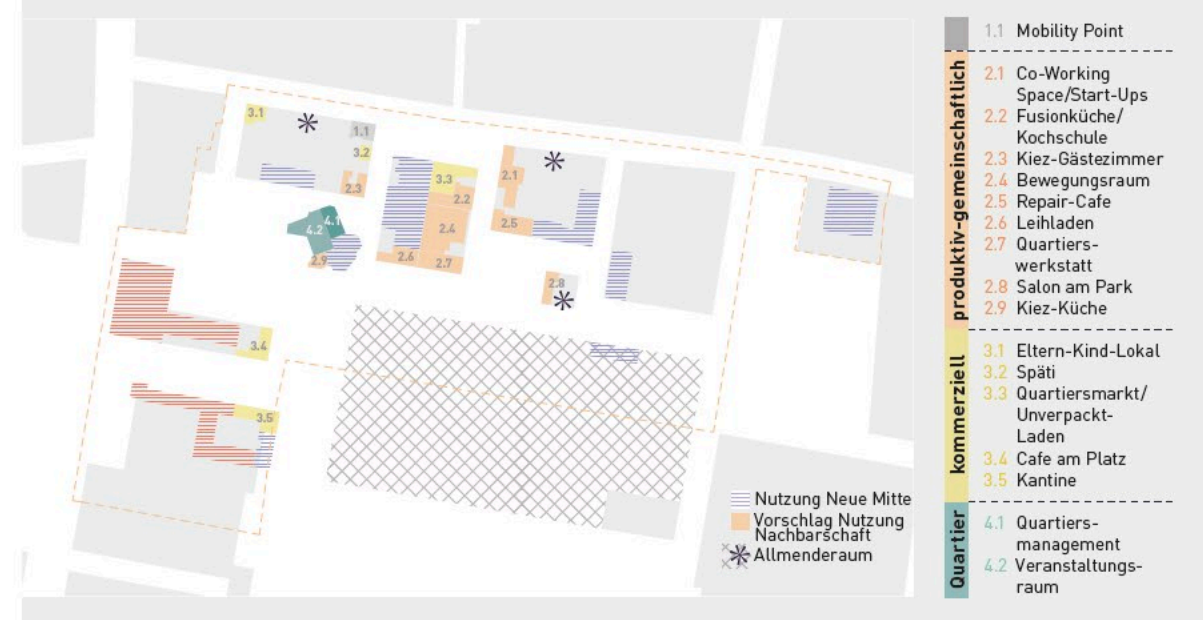 3.1
1.1
3.2
2.3
3.3
2.2
2.1
4.1
4.2
2.4
2.5
2.9
2.6
2.7
2.8
3.4
3.5
Nutzung Neue Mitte
Vorschlag Nutzung
Nachbarschaft
Allmenderaum
1.1 Mobility Point
produktiv-gemeinschaftlich
2.1 Co-Working
Space/Start-Ups
2.2 Fusionküche/
Kochschule
2.3 Kiez-Gästezimmer
2.4 Bewegungsraum
2.5 Repair-Cafe
2.6 Leihladen
2.7 Quartiers-
werkstatt
2.8 Salon am Park
2.9 Kiez-Küche
kommerziell
3.1 Eltern-Kind-Lokal
3.2 Späti
3.3 Quartiersmarkt/
Unverpackt-
Laden
3.4 Cafe am Platz
3.5 Kantine
Quartier
4.1 Quartiers-
management
4.2 Veranstaltungs-
raum